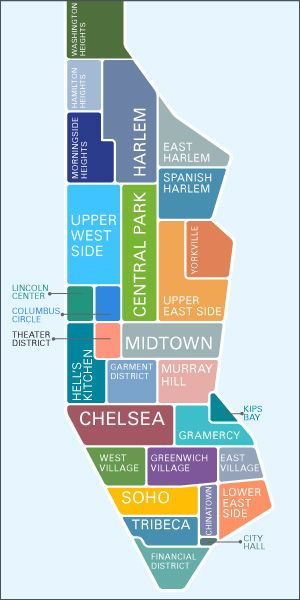 WASHINGTON
HEIGHTS
HAMILTON
HEIGHTS
MORNINGSIDE
HEIGHTS
HARLEM
EAST
HARLEM
SPANISH
HARLEM
UPPER
WEST
SIDE
CENTRAL PARK
YORKVILLE
UPPER
EAST SIDE
LINCOLN
CENTER
COLUMBUS
CIRCLE
THEATER
DISTRICT
HELL'S
KITCHEN
MIDTOWN
GARMENT
DISTRICT
MURRAY
HILL
KIPS
BAY
CHELSEA
GRAMERCY
WEST
VILLAGE
GREENWICH
VILLAGE
EAST
VILLAGE
SOHO
CHINATOWN
LOWER
EAST
SIDE
TRIBECA
CITY
HALL
FINANCIAL
DISTRICT